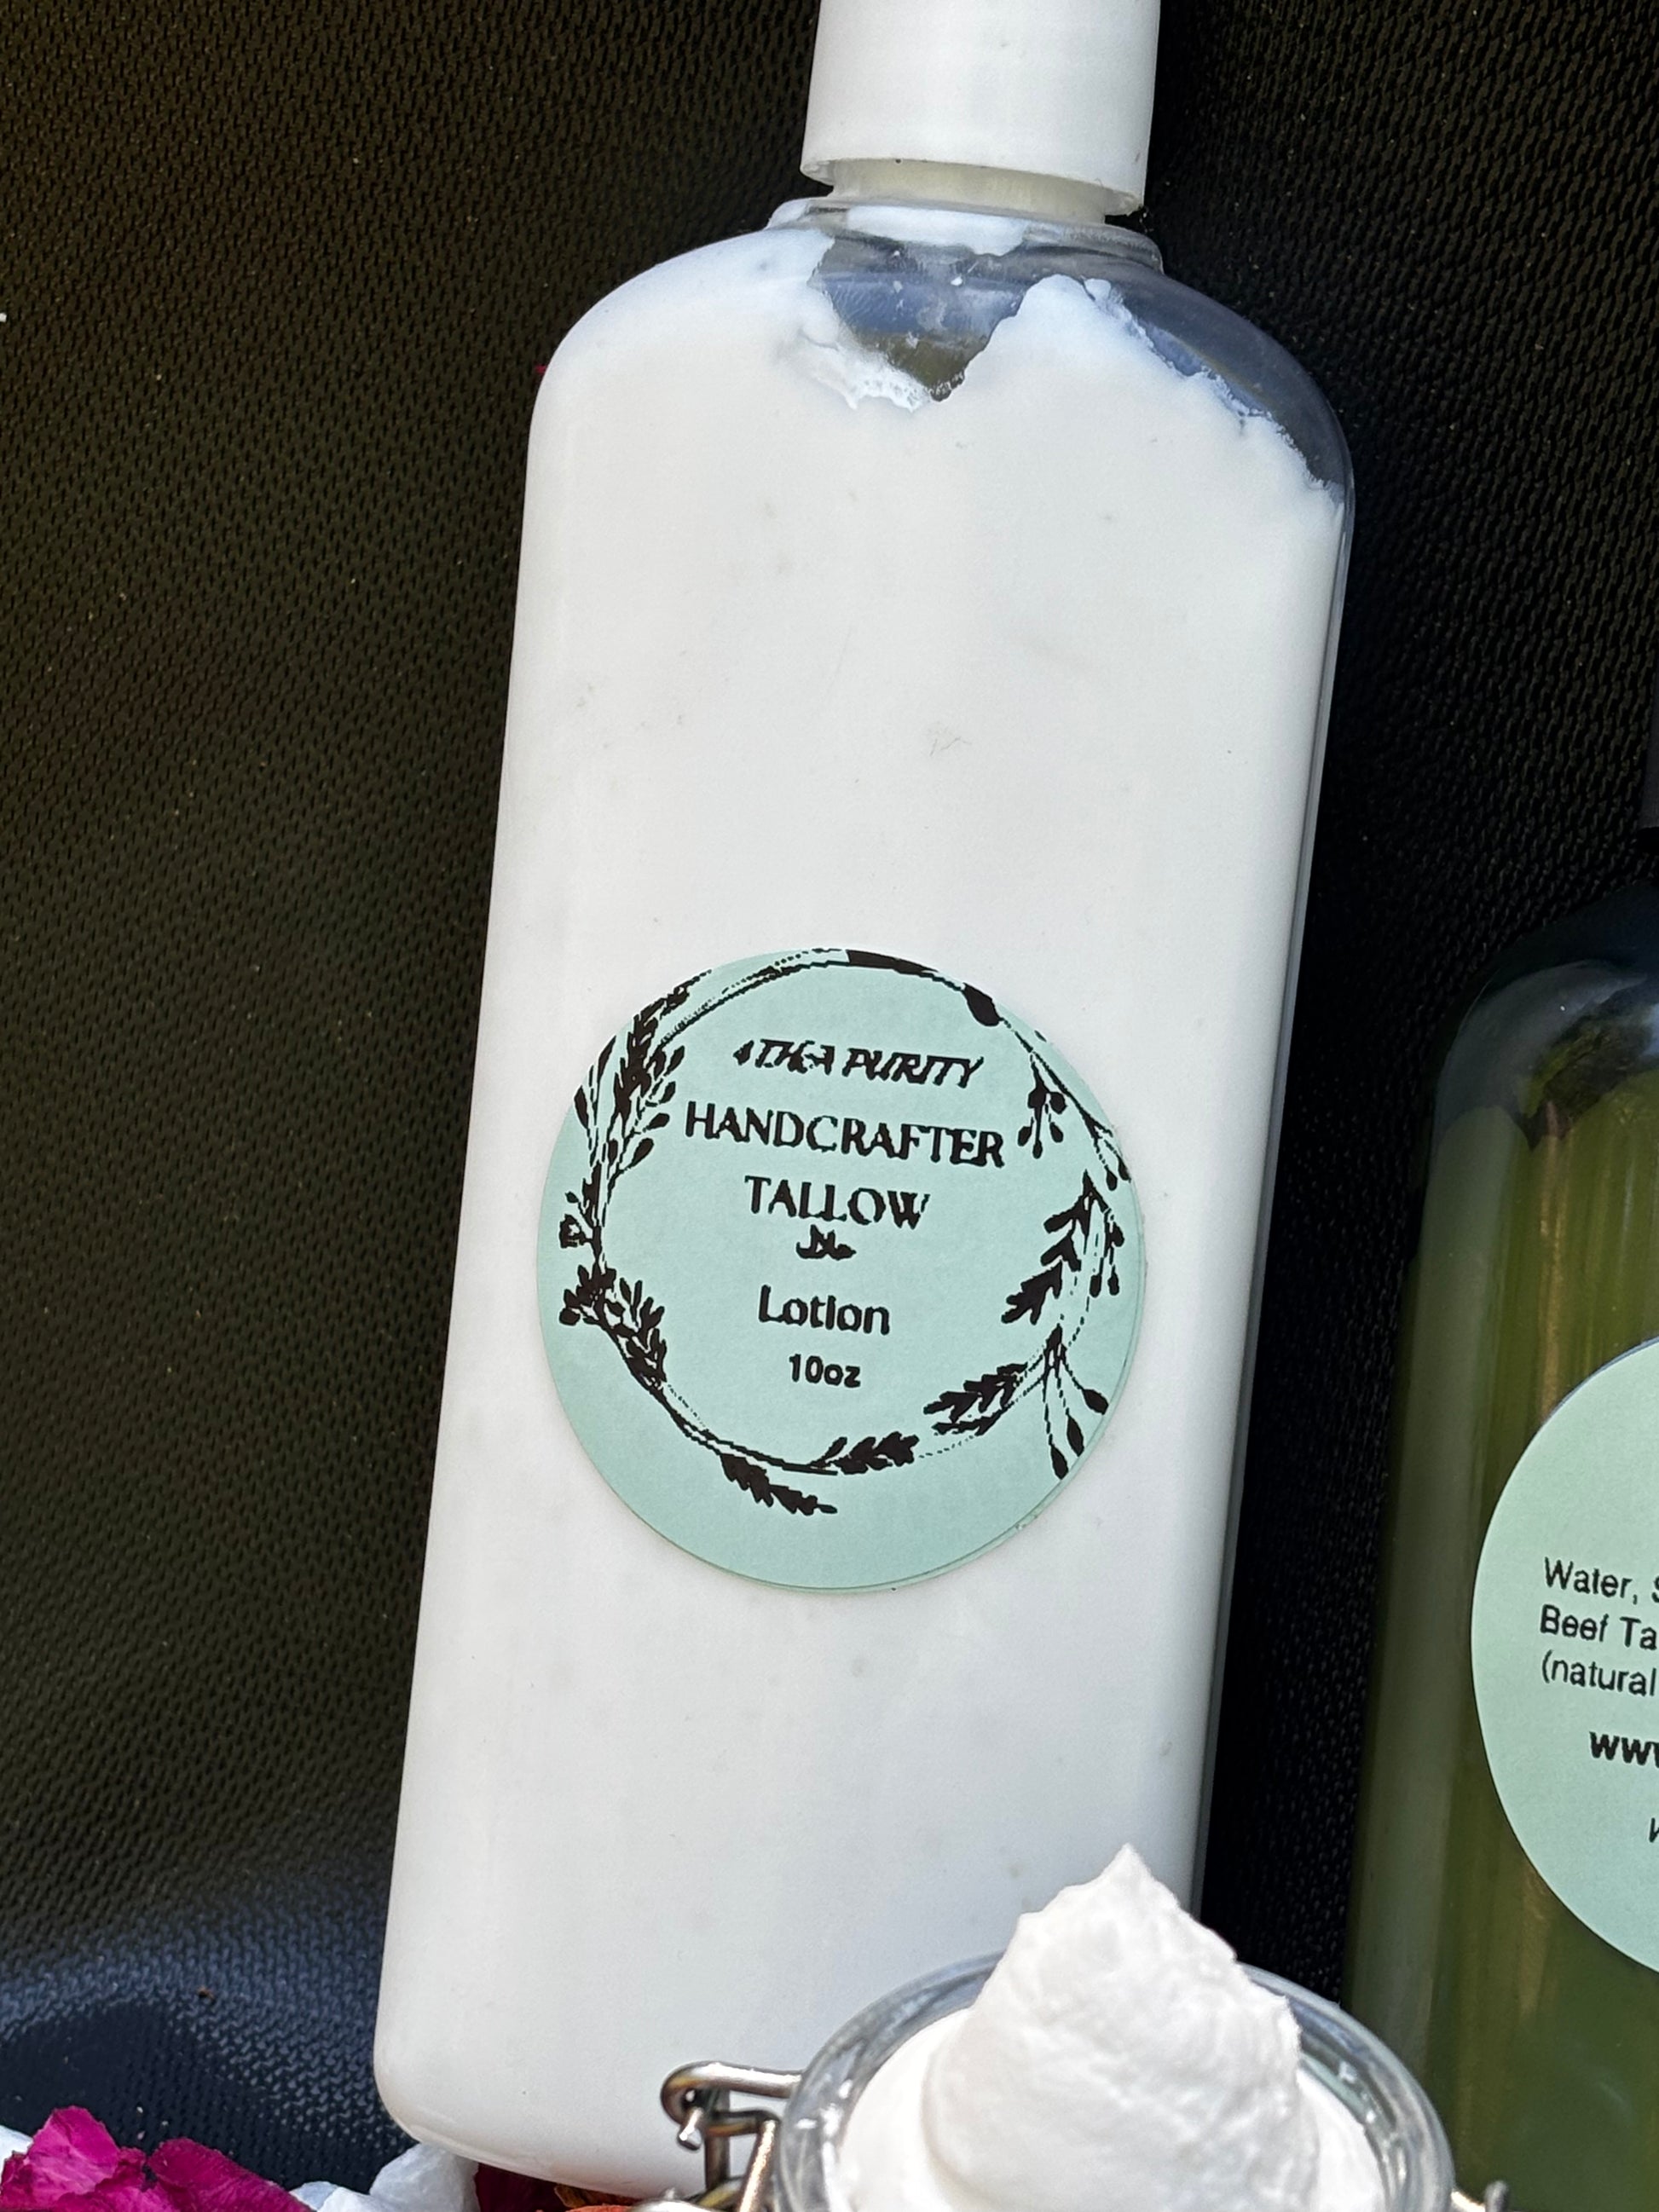 PURITY
HANDCRAFTER
TALLOW
Lotion
10oz
Water,
Beef Ta
(natural
www